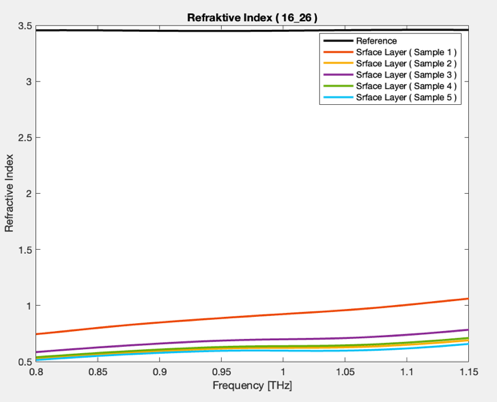 Refraktive Index ( 16_26 )
Reference
Srface Layer ( Sample 1 )
Srface Layer ( Sample 2 )
Srface Layer ( Sample 3 )
Srface Layer ( Sample 4 )
Srface Layer ( Sample 5 )
Refractive Index
3.5
3
2.5
2
1.5
1
0.5
0.8
0.85
0.9
0.95
1
1.05
1.1
1.15
Frequency [THz]